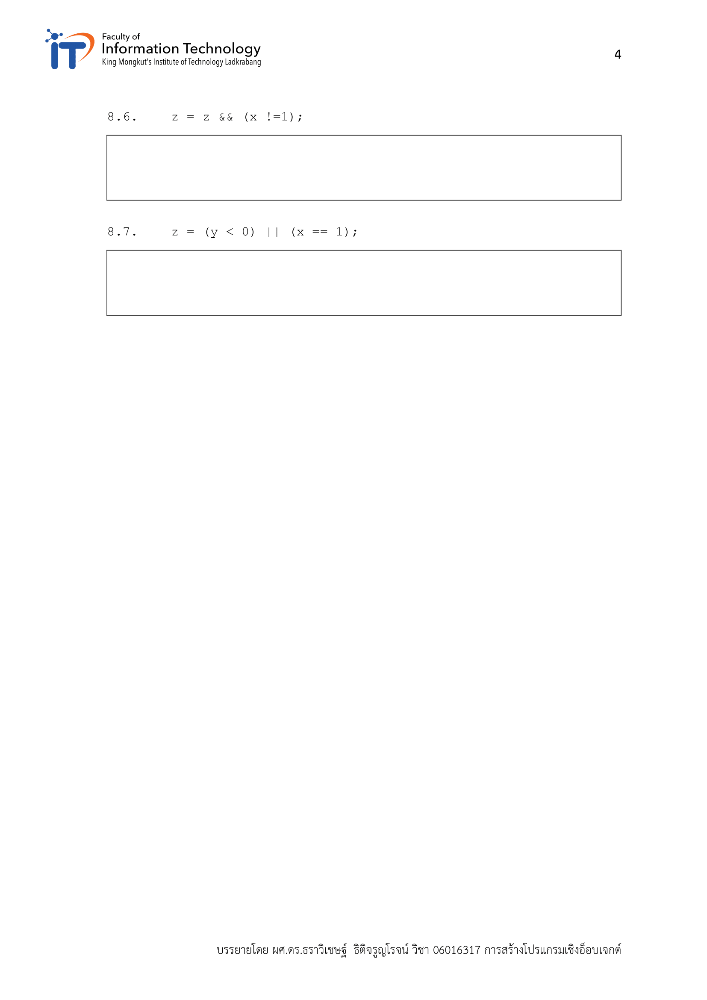 Faculty of
Information Technology
King Mongkut's Institute of Technology Ladkrabang
4
8.6. z = z && (x !=1);
8.7. z = (y < 0) || (x == 1);
บรรยายโดย ผศ.ดร.ธราวิเชษฐ์ ธิติจรูญโรจน์ วิชา 06016317 การสร้างโปรแกรมเชิงอ็อบเจกต์